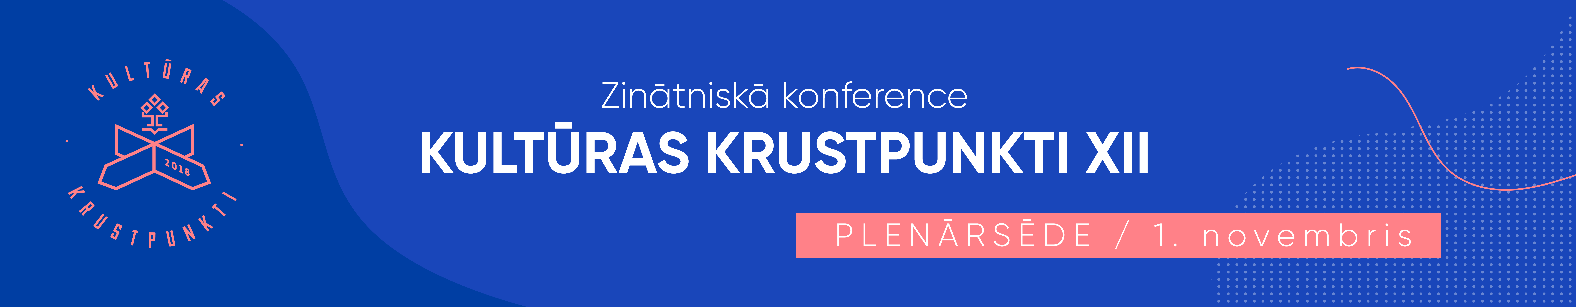 KULTŪRAS
2018
KRUSTPUNKTI
Zinātniskā konference
KULTŪRAS KRUSTPUNKTI XII
PLENĀRSĒDE / 1. novembris